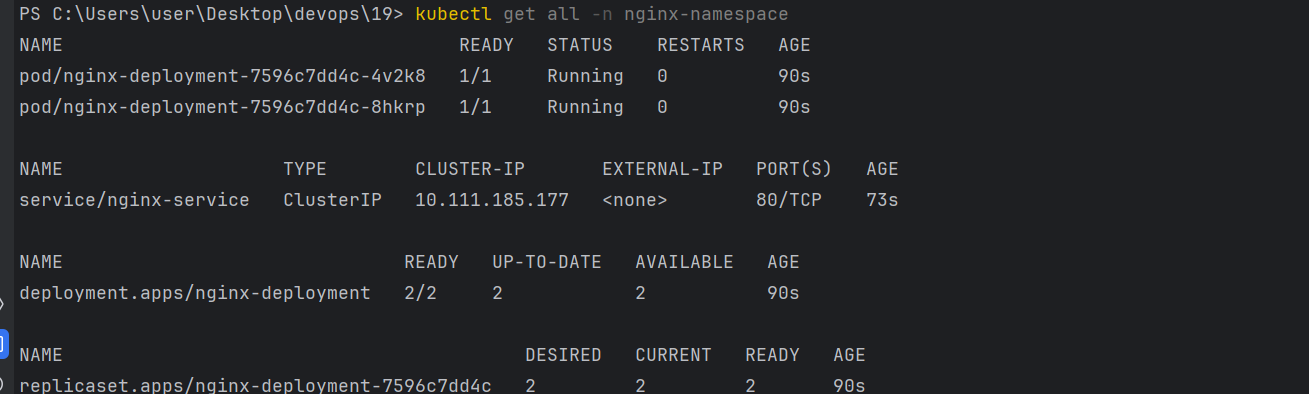 PS C:\Users\user\Desktop\devops\19> kubectl get all -n nginx-namespace
NAME                                    READY   STATUS    RESTARTS   AGE
pod/nginx-deployment-7596c7dd4c-4v2k8   1/1     Running   0          90s
pod/nginx-deployment-7596c7dd4c-8hkrp   1/1     Running   0          90s

NAME                    TYPE        CLUSTER-IP       EXTERNAL-IP   PORT(S)   AGE
service/nginx-service   ClusterIP   10.111.185.177   <none>        80/TCP    73s

NAME                               READY   UP-TO-DATE   AVAILABLE   AGE
deployment.apps/nginx-deployment   2/2     2            2           90s

NAME                                          DESIRED   CURRENT   READY   AGE
replicaset.apps/nginx-deployment-7596c7dd4c   2         2         2       90s